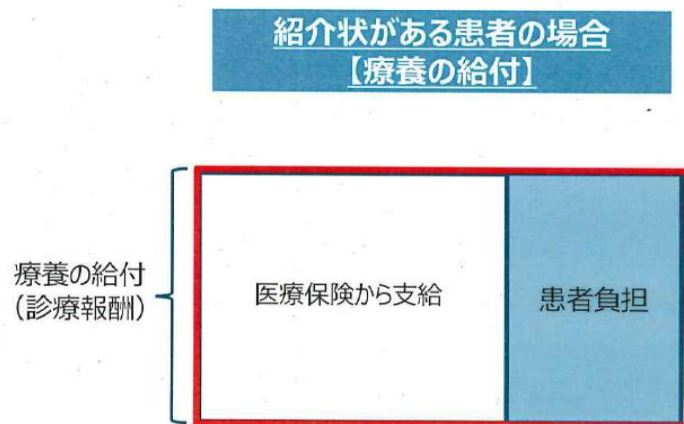 紹介状がある患者の場合
【療養の給付】
療養の給付
（診療報酬）
医療保険から支給
患者負担